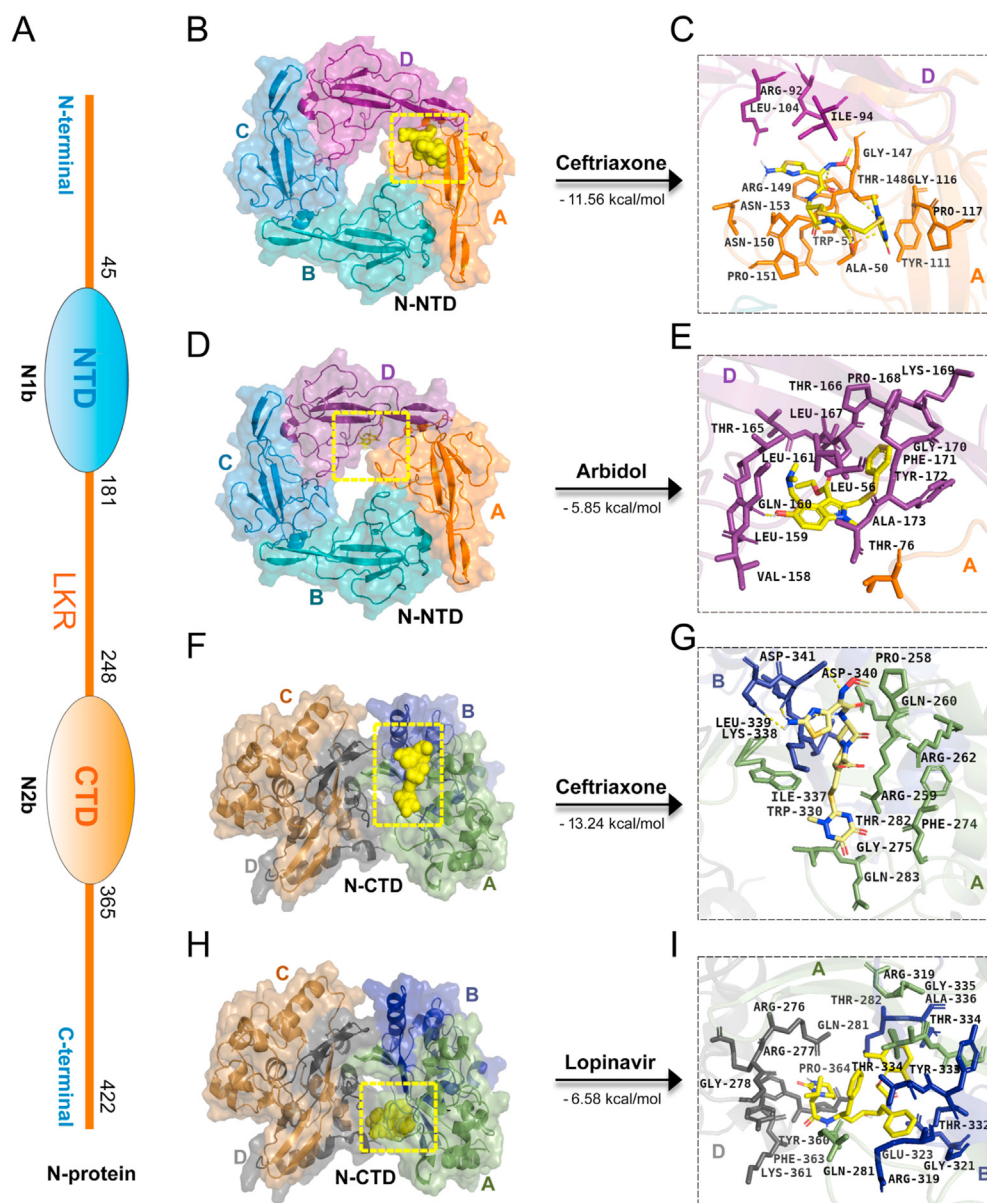 A
N-terminal
45
NTD
N1b
181
LKR
248
CTD
N2b
365
C-terminal
422
N-protein
B
D
C
A
B
N-NTD
Ceftriaxone
- 11.56 kcal/mol
C
D
ARG-92
LEU-104
ILE-94
GLY-147
THR-148
GLY-116
ARG-149
PRO-117
ASN-153
ASN-150
TRP-52
TYR-111
ALA-50
PRO-151
A
D
D
C
A
B
N-NTD
Arbidol
- 5.85 kcal/mol
E
D
LYS-169
PRO-168
THR-166
LEU-167
THR-165
GLY-170
LEU-161
PHE-171
TYR-172
LEU-56
GLN-160
ALA-173
LEU-159
THR-76
VAL-158
A
F
C
B
D
N-CTD
A
Ceftriaxone
- 13.24 kcal/mol
G
ASP-341
PRO-258
B
ASP-340
GLN-260
LEU-339
LYS-338
ARG-262
ILE-337
ARG-259
TRP-330
THR-282
PHE-274
GLY-275
GLN-283
A
H
C
B
D
N-CTD
A
Lopinavir
- 6.58 kcal/mol
I
A
ARG-319
GLY-335
THR-282
ALA-336
ARG-276
THR-334
GLN-281
ARG-277
PRO-364
THR-334
TYR-333
GLY-278
THR-332
TYR-360
PHE-363
GLU-323
D
LYS-361
GLN-281
GLY-321
ARG-319
B